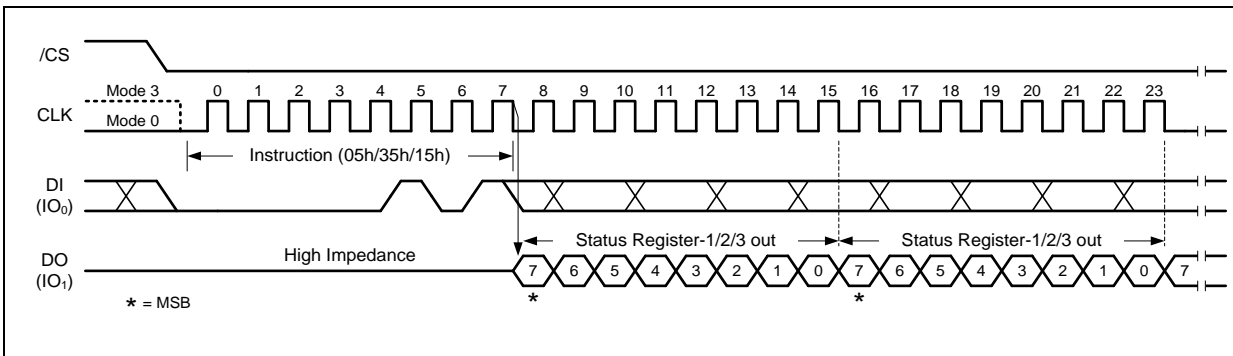 /CS
Mode 3 0 1 2 3 4 5 6 7 8 9 10 11 12 13 14 15 16 17 18 19 20 21 22 23
CLK
Mode 0
Instruction (05h/35h/15h)
DI
(IO₀)
Status Register-1/2/3 out Status Register-1/2/3 out
High Impedance
DO
(IO₁)
7 6 5 4 3 2 1 0 7 6 5 4 3 2 1 0 7
* *
* = MSB